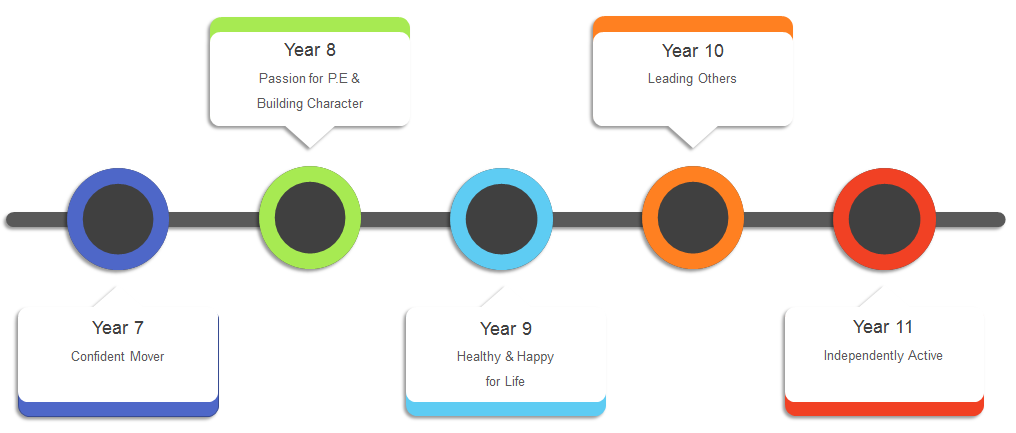 Year 8
Passion for P.E &
Building Character
Year 10
Leading Others
Year 7
Confident Mover
Year 9
Healthy & Happy
for Life
Year 11
Independently Active